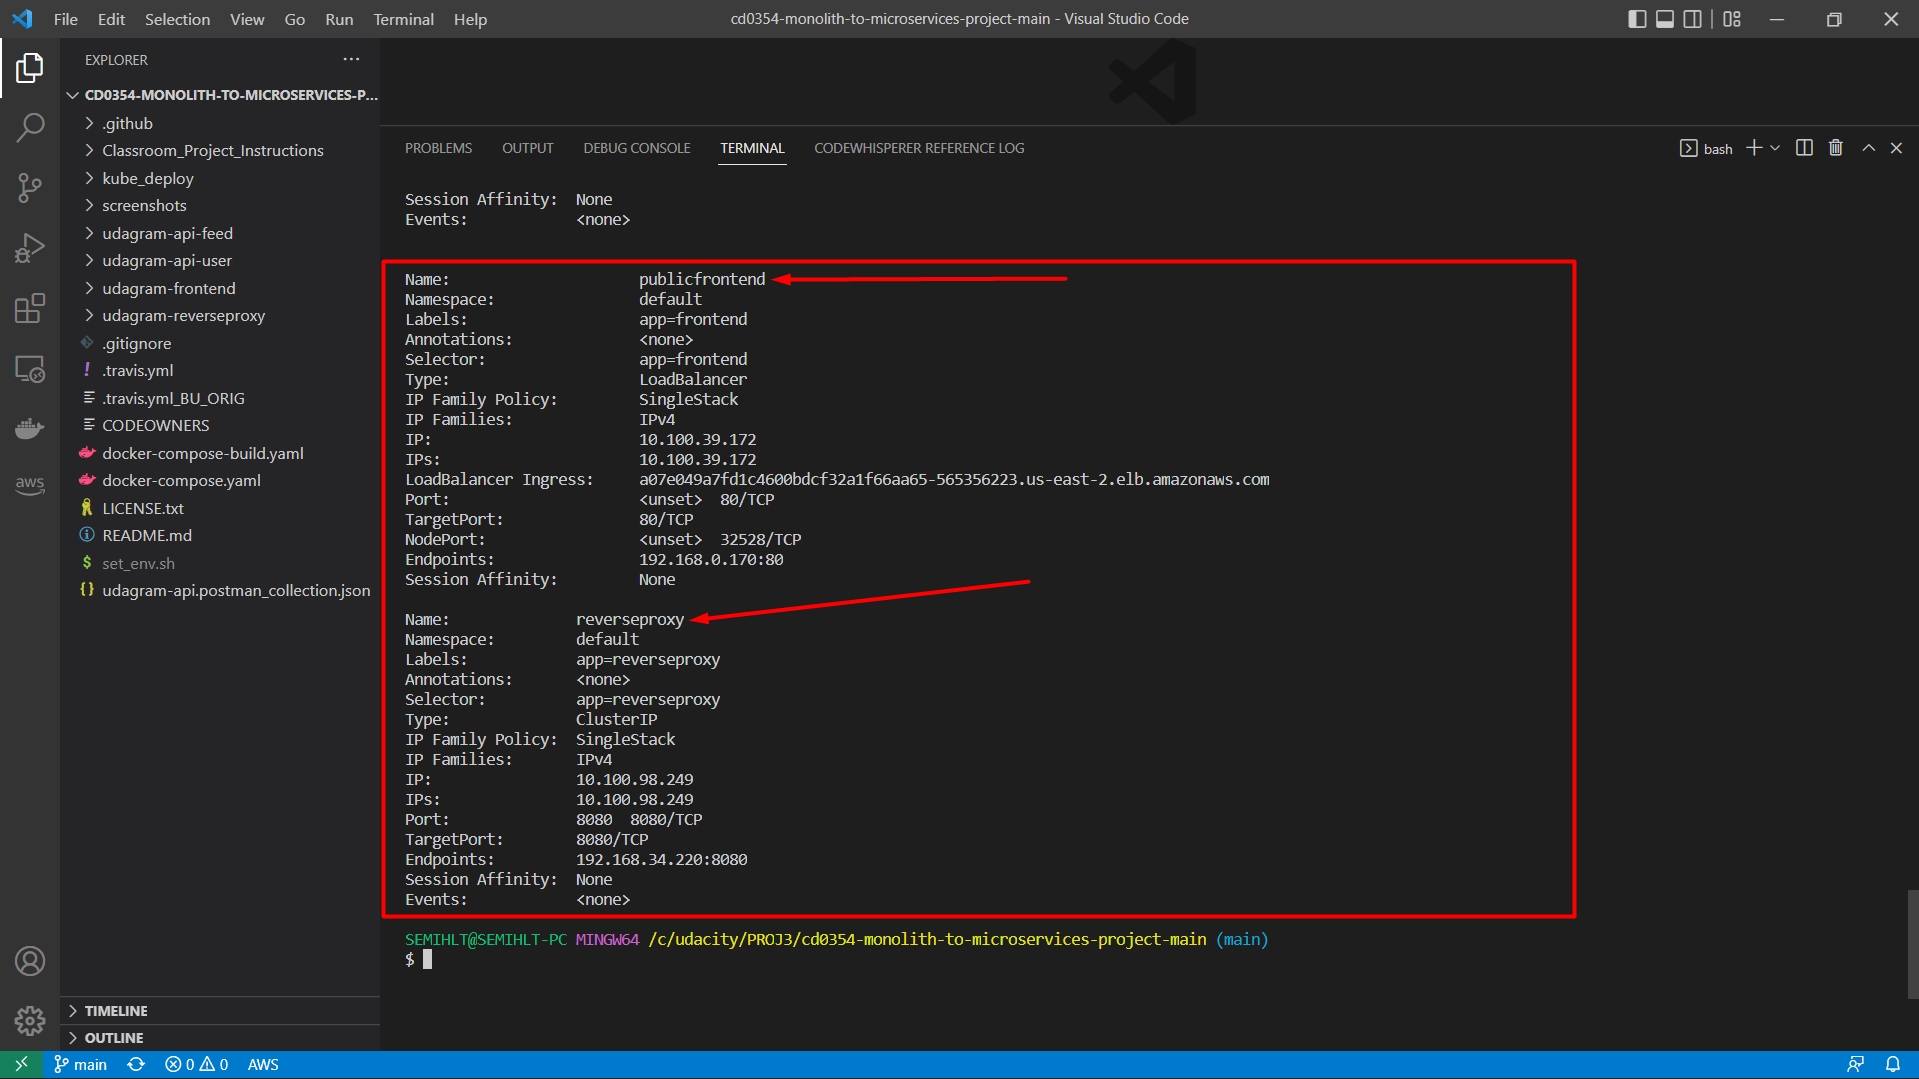 File Edit Selection View Go Run Terminal Help
cd0354-monolith-to-microservices-project-main - Visual Studio Code
EXPLORER
CD0354-MONOLITH-TO-MICROSERVICES-P...
.github
Classroom_Project_Instructions
kube_deploy
screenshots
udagram-api-feed
udagram-api-user
udagram-frontend
udagram-reverseproxy
.gitignore
! .travis.yml
.travis.yml_BU_ORIG
CODEOWNERS
docker-compose-build.yaml
docker-compose.yaml
LICENSE.txt
README.md
$ set_env.sh
{} udagram-api.postman_collection.json
TIMELINE
OUTLINE
aws
PROBLEMS OUTPUT DEBUG CONSOLE TERMINAL CODEWHISPERER REFERENCE LOG
bash
Session Affinity: None
Events: <none>
Name: publicfrontend
Namespace: default
Labels: app=frontend
Annotations: <none>
Selector: app=frontend
Type: LoadBalancer
IP Family Policy: SingleStack
IP Families: IPv4
IP: 10.100.39.172
IPs: 10.100.39.172
LoadBalancer Ingress: a07e049a7fd1c4600bdcf32a1f66aa65-565356223.us-east-2.elb.amazonaws.com
Port: <unset> 80/TCP
TargetPort: 80/TCP
NodePort: <unset> 32528/TCP
Endpoints: 192.168.0.170:80
Session Affinity: None
Name: reverseproxy
Namespace: default
Labels: app=reverseproxy
Annotations: <none>
Selector: app=reverseproxy
Type: ClusterIP
IP Family Policy: SingleStack
IP Families: IPv4
IP: 10.100.98.249
IPs: 10.100.98.249
Port: 8080 8080/TCP
TargetPort: 8080/TCP
Endpoints: 192.168.34.220:8080
Session Affinity: None
Events: <none>
SEMIHLT@SEMIHLT-PC MINGW64 /c/udacity/PROJ3/cd0354-monolith-to-microservices-project-main (main)
$
main 0 0 AWS